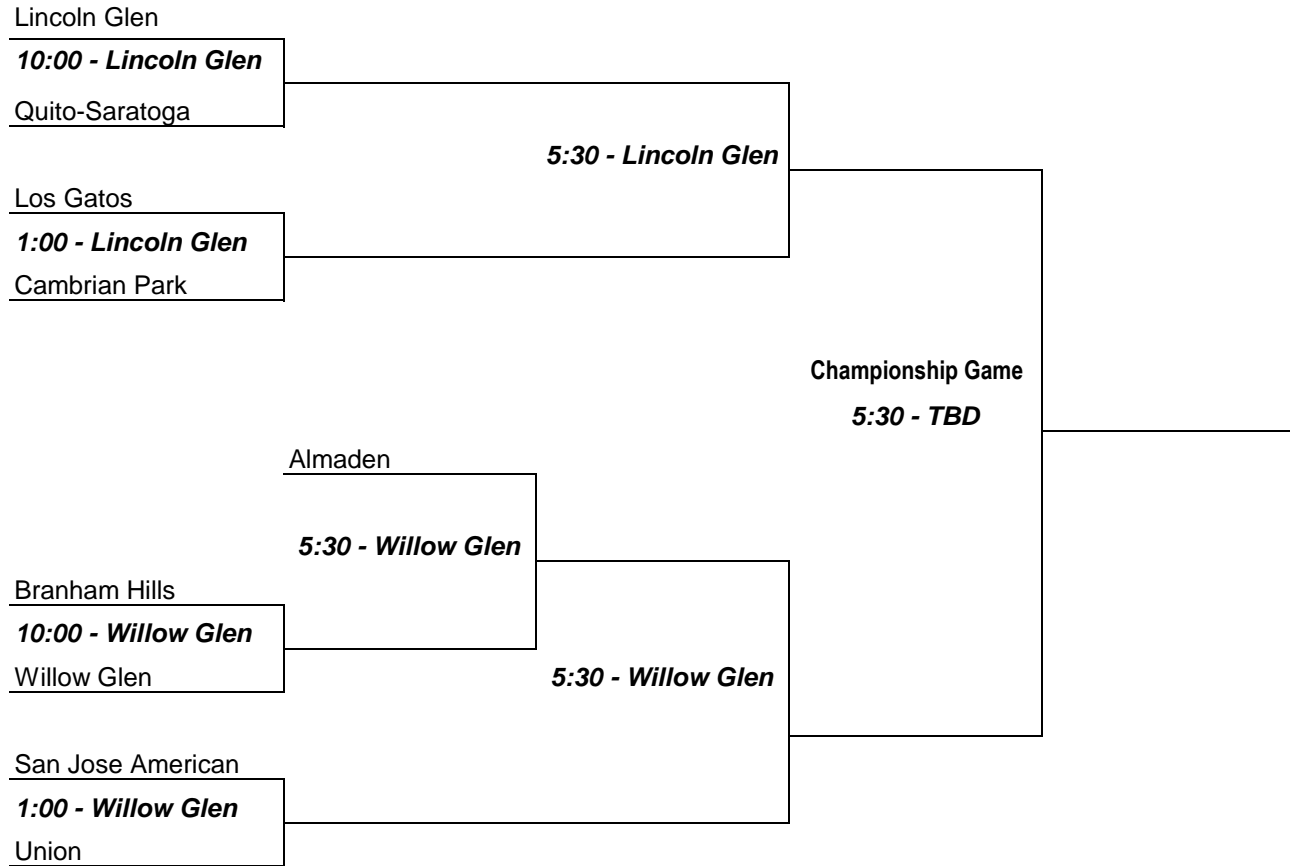 Lincoln Glen
10:00 - Lincoln Glen
Quito-Saratoga
5:30 - Lincoln Glen
Los Gatos
1:00 - Lincoln Glen
Cambrian Park
Championship Game
5:30 - TBD
Almaden
5:30 - Willow Glen
Branham Hills
10:00 - Willow Glen
Willow Glen
5:30 - Willow Glen
San Jose American
1:00 - Willow Glen
Union